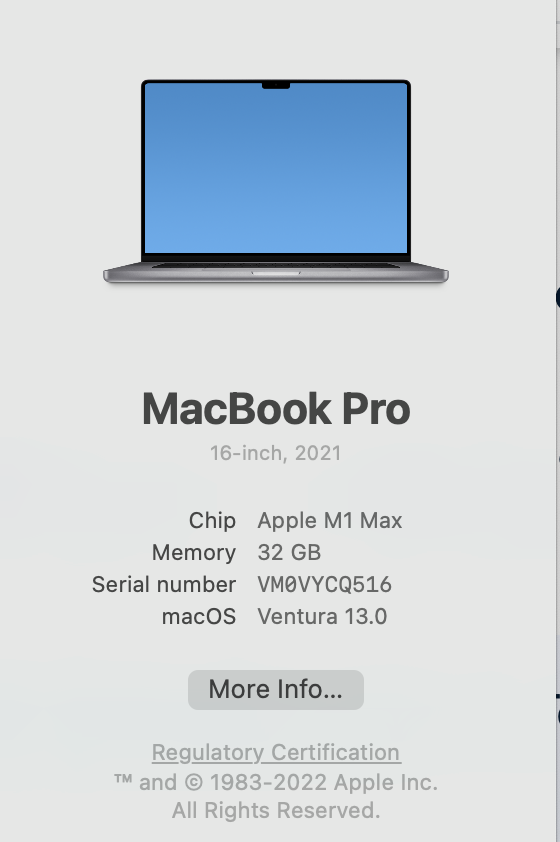 MacBook Pro
16-inch, 2021
Chip Apple M1 Max
Memory 32 GB
Serial number VM0VYCQ516
macOS Ventura 13.0
More Info...
Regulatory Certification
™ and © 1983-2022 Apple Inc.
All Rights Reserved.